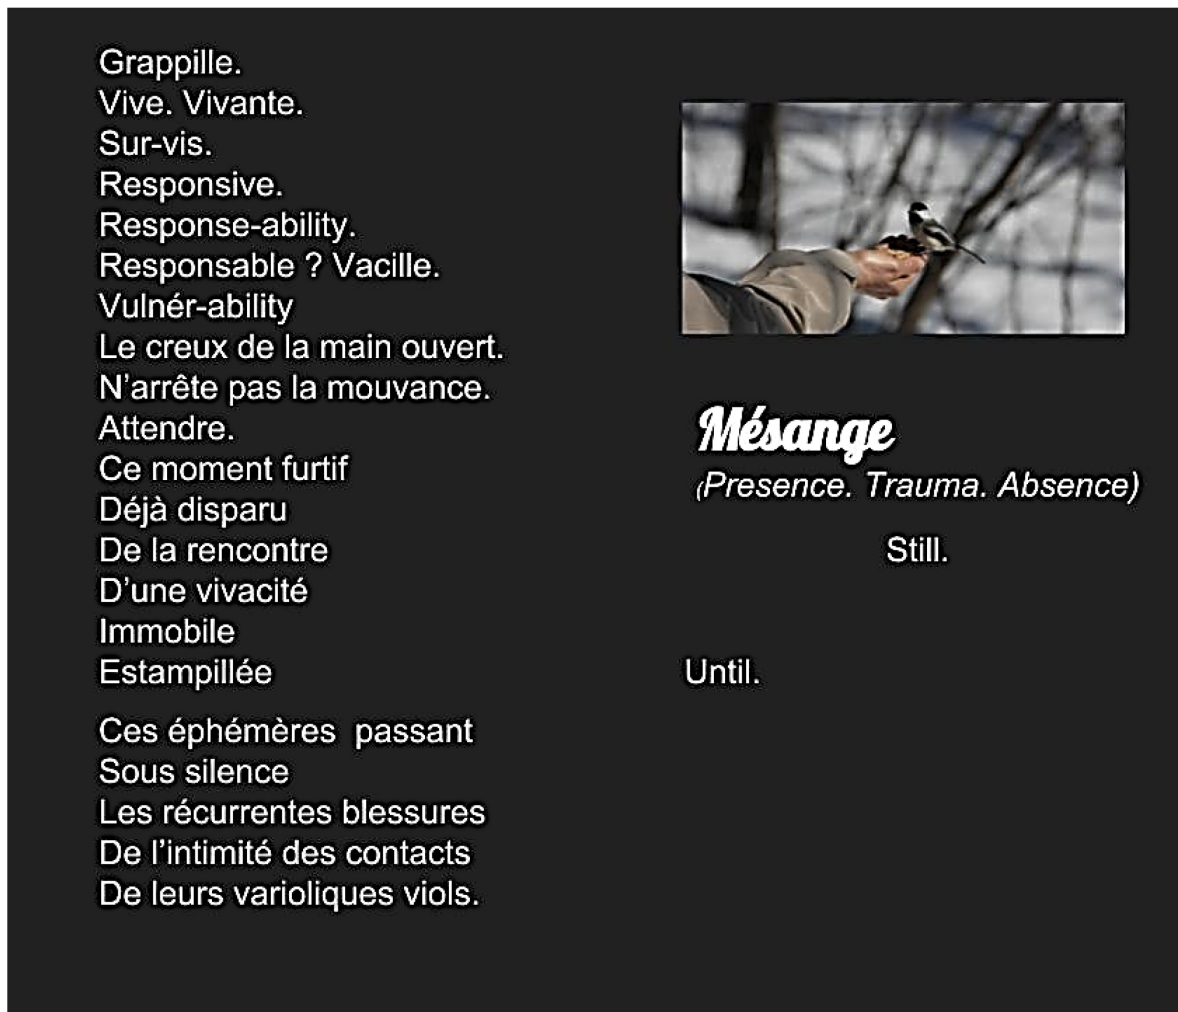 Grappille.
Vive. Vivante.
Sur-vis.
Responsive.
Response-ability.
Responsable ? Vacille.
Vulnér-ability
Le creux de la main ouvert.
N’arrête pas la mouvance.
Attendre.
Ce moment furtif
Déjà disparu
De la rencontre
D’une vivacité
Immobile
Estampillée
Ces éphémères  passant
Sous silence
Les récurrentes blessures
De l’intimité des contacts
De leurs varioliques viols.
Mésange
(Presence. Trauma. Absence)
Still.
Until.